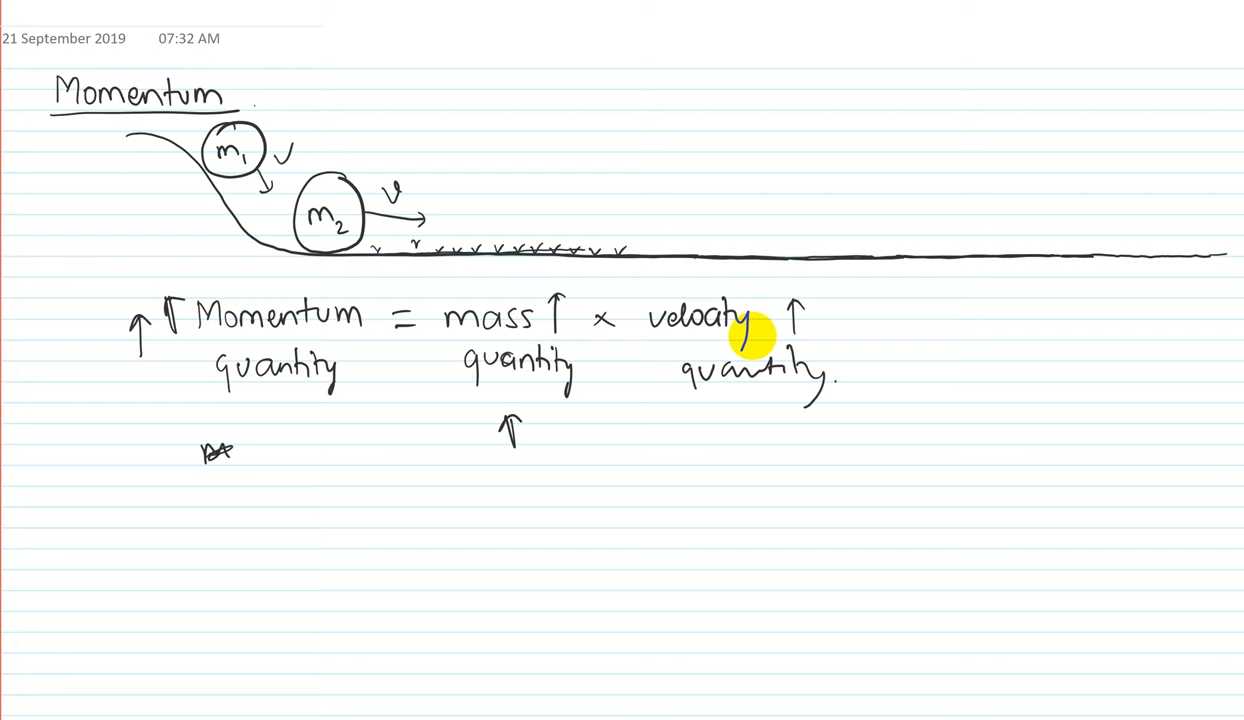 21 September 2019 07:32 AM
Momentum
m1 v
m2 v
Momentum = mass × velocity
quantity quantity quantity.